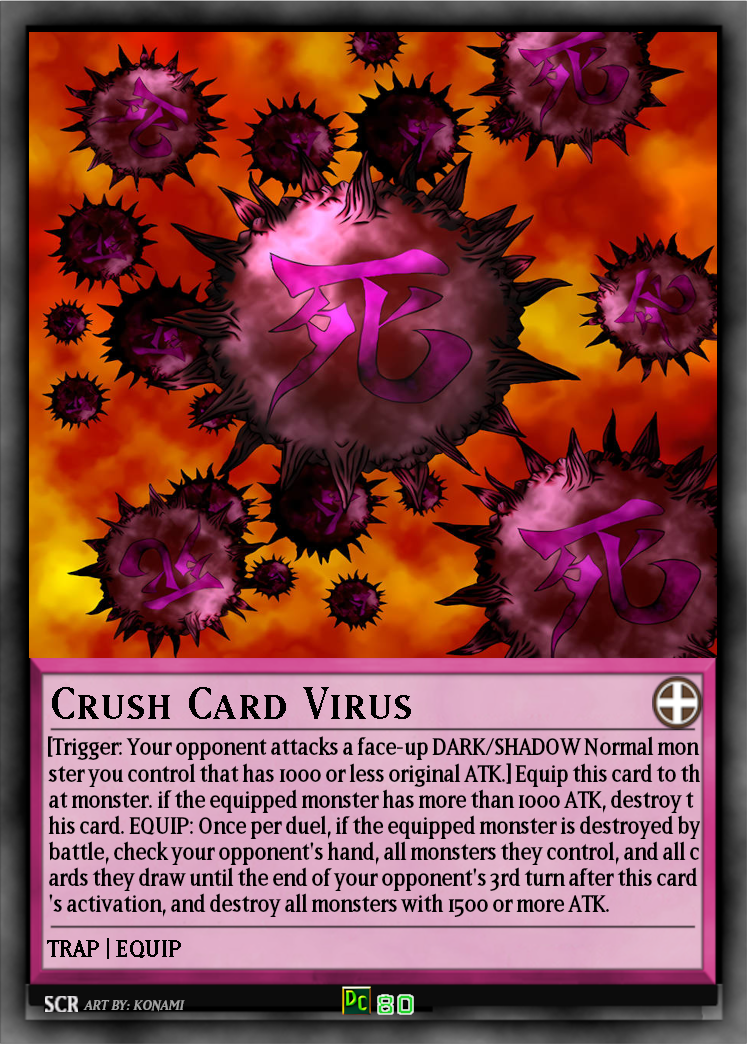 死
死
死
CRUSH CARD VIRUS
[Trigger: Your opponent attacks a face-up DARK/SHADOW Normal mon
ster you control that has 1000 or less original ATK.] Equip this card to th
at monster. if the equipped monster has more than 1000 ATK, destroy t
his card. EQUIP: Once per duel, if the equipped monster is destroyed by
battle, check your opponent's hand, all monsters they control, and all c
ards they draw until the end of your opponent's 3rd turn after this card
's activation, and destroy all monsters with 1500 or more ATK.
TRAP | EQUIP
SCR ART BY: KONAMI DC 80